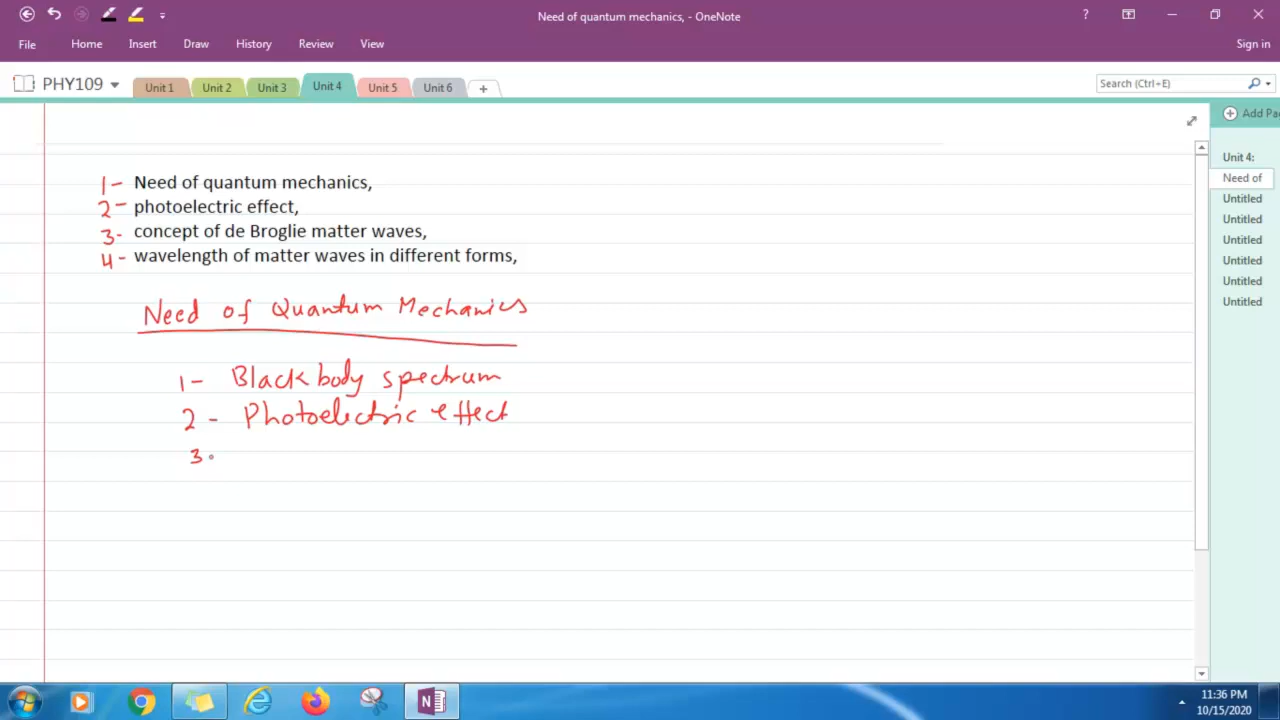 Need of quantum mechanics, - OneNote
?
File Home Insert Draw History Review View
Sign in
PHY109 Unit 1 Unit 2 Unit 3 Unit 4 Unit 5 Unit 6 +
Search (Ctrl+E)
Add Pa
1- Need of quantum mechanics,
2- photoelectric effect,
3- concept of de Broglie matter waves,
4- wavelength of matter waves in different forms,
Need of Quantum Mechanics
1- Blackbody spectrum
2- Photoelectric effect
3.
Unit 4:
Need of
Untitled
Untitled
Untitled
Untitled
Untitled
Untitled
N
11:36 PM
10/15/2020